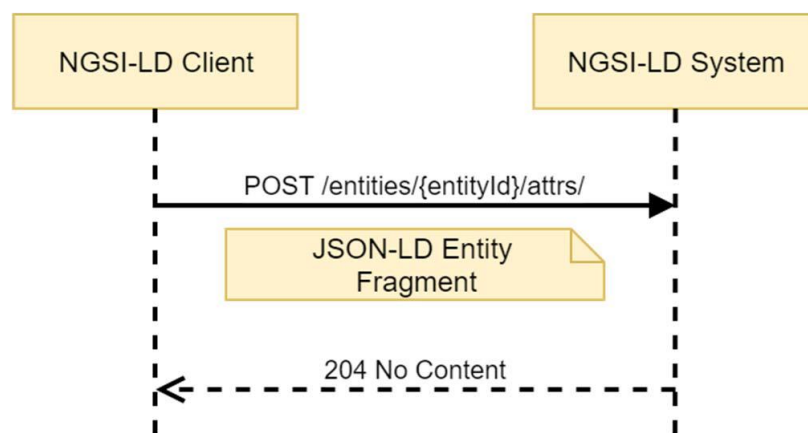 NGSI-LD Client
NGSI-LD System
POST /entities/{entityId}/attrs/
JSON-LD Entity
Fragment
204 No Content